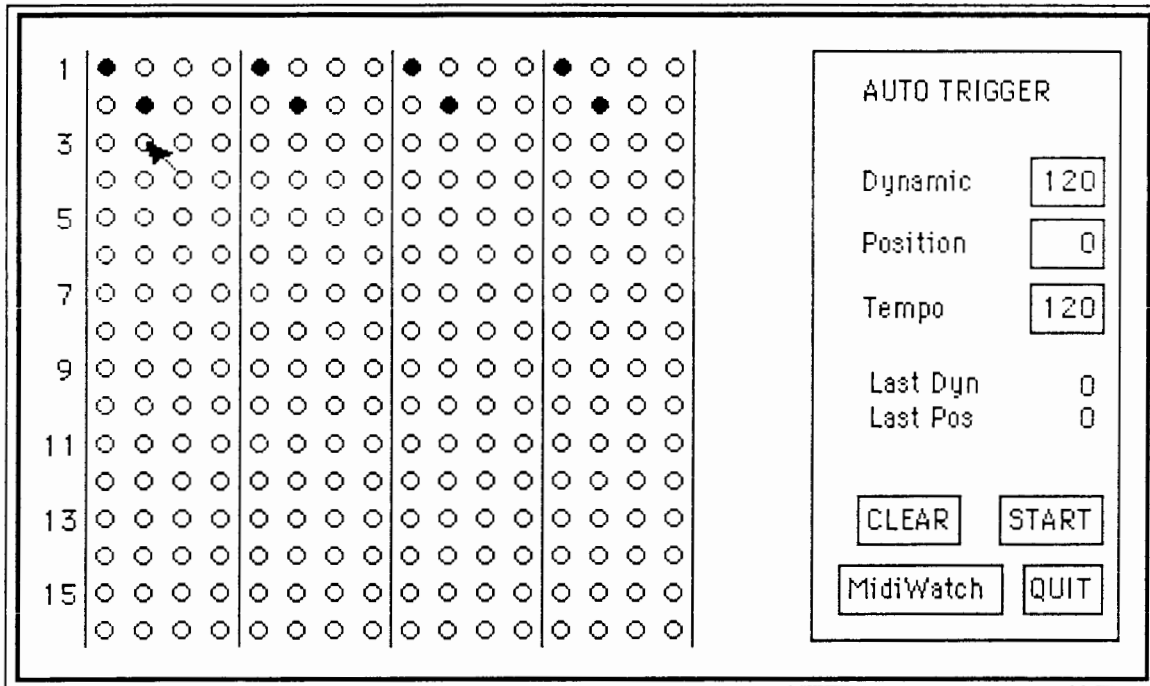 1
3
5
7
9
11
13
15
AUTO TRIGGER
Dynamic 120
Position 0
Tempo 120
Last Dyn 0
Last Pos 0
CLEAR START
MidiWatch QUIT